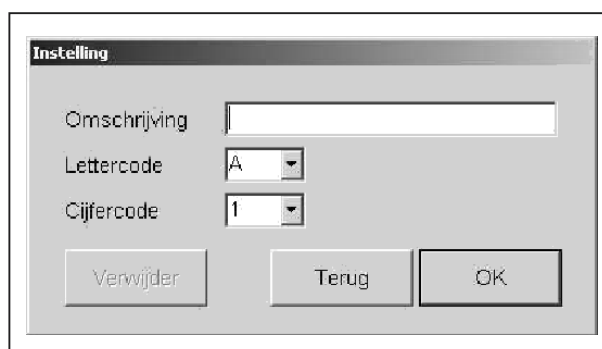 Instelling
Omschrijving
Lettercode A
Cijfercode 1
Verwijder Terug OK